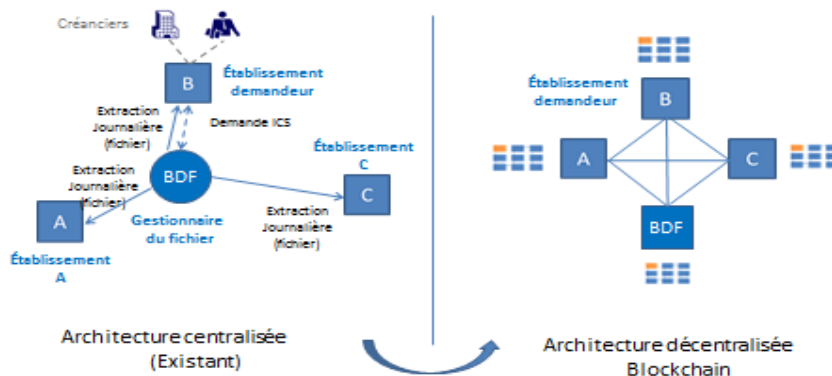 Créanciers
B
Établissement
demandeur
Extraction
Journalière
(fichier)
Demande ICS
Extraction
Journalière
(fichier)
BDF
Établissement
C
C
A
Gestionnaire
du fichier
Extraction
Journalière
(fichier)
Établissement
A
Architecture centralisée
(Existant)
Établissement
demandeur
B
A
C
BDF
Architecture décentralisée
Blockchain